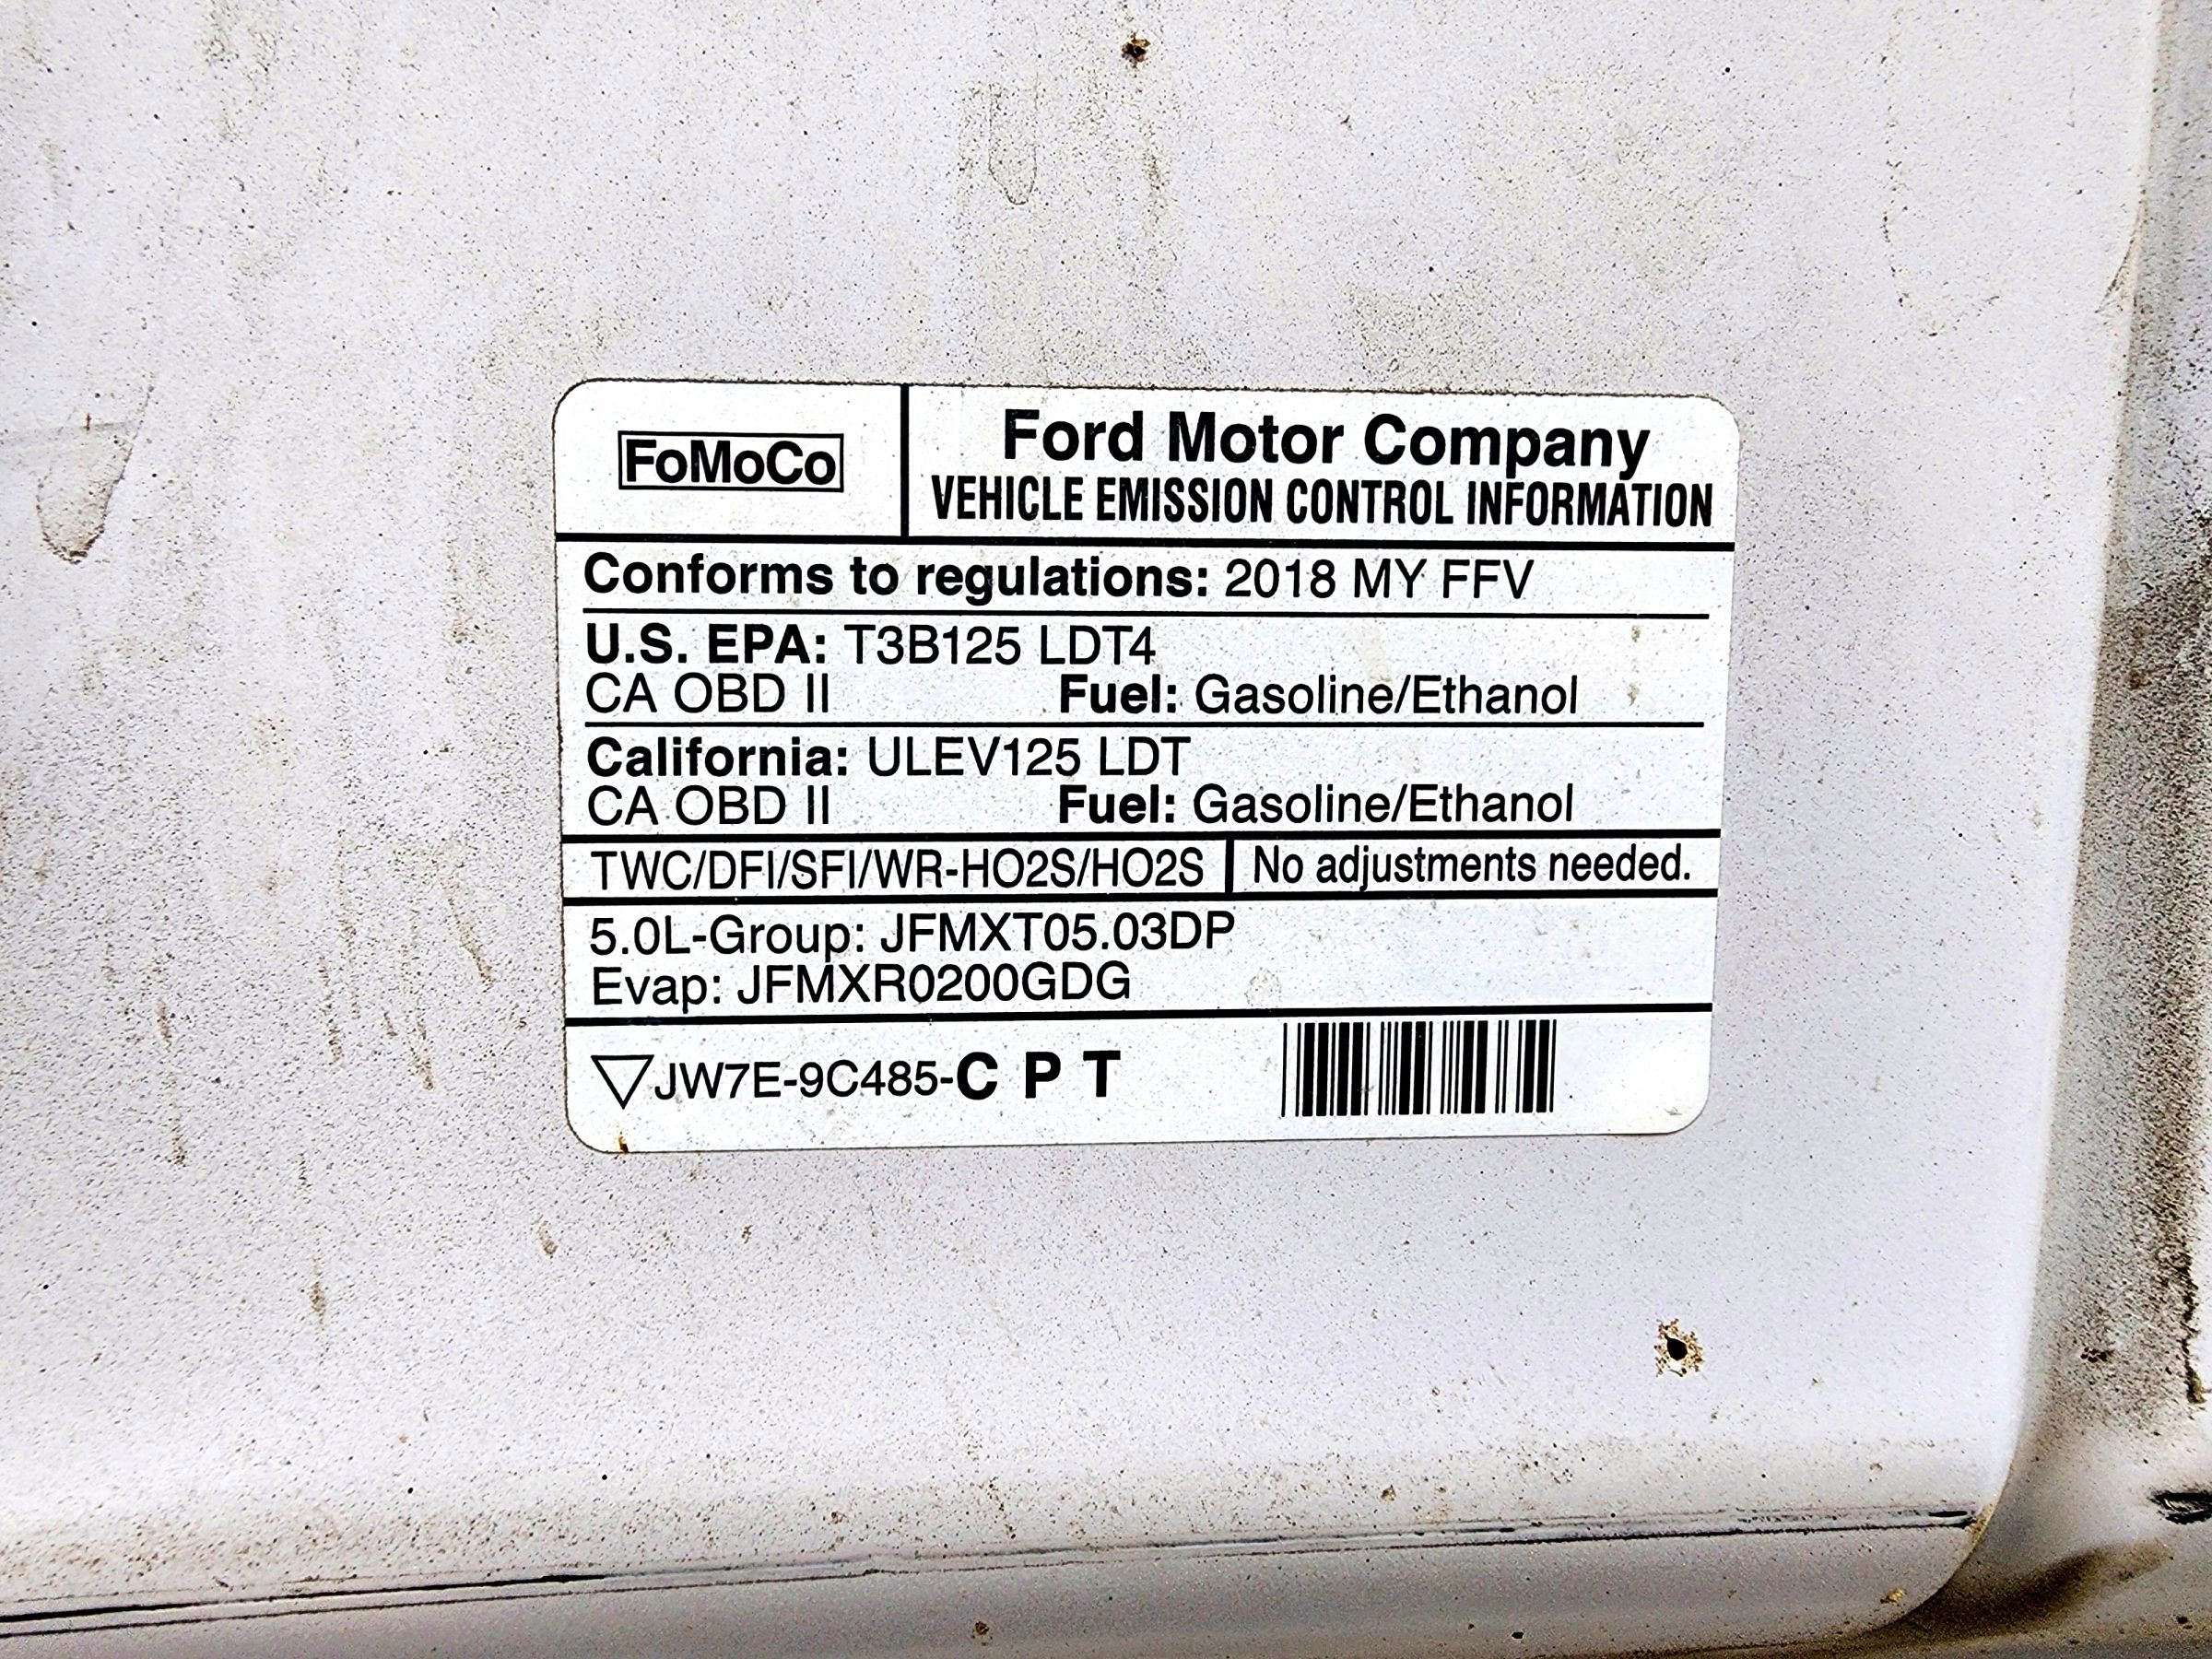 FoMoCo
Ford Motor Company
VEHICLE EMISSION CONTROL INFORMATION
Conforms to regulations: 2018 MY FFV
U.S. EPA: T3B125 LDT4
CA OBD II Fuel: Gasoline/Ethanol
California: ULEV125 LDT
CA OBD II Fuel: Gasoline/Ethanol
TWC/DFI/SFI/WR-HO2S/HO2S No adjustments needed.
5.0L-Group: JFMXT05.03DP
Evap: JFMXR0200GDG
JW7E-9C485-C P T